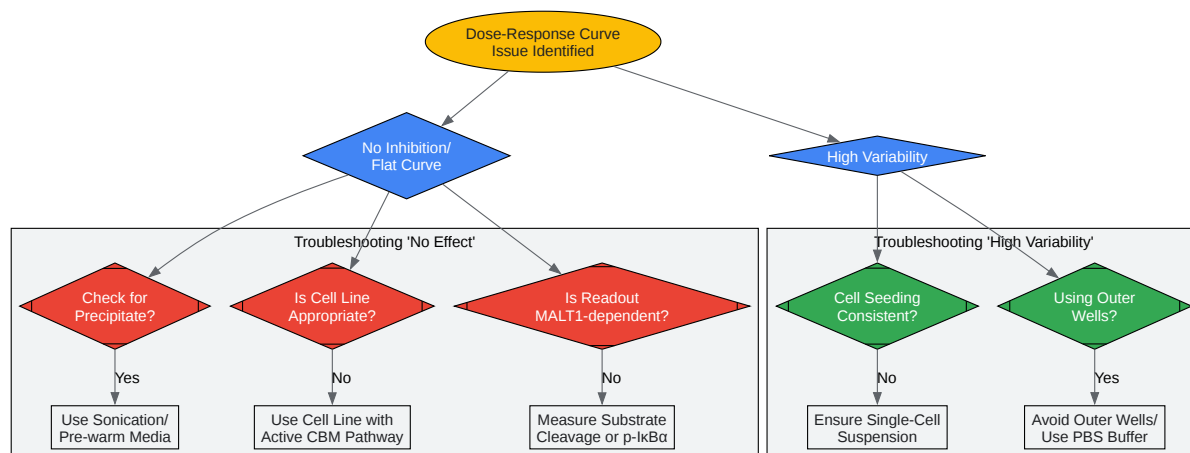 Dose-Response Curve
Issue Identified
No Inhibition/
Flat Curve
High Variability
Troubleshooting 'No Effect'
Troubleshooting 'High Variability'
Check for
Precipitate?
Is Cell Line
Appropriate?
Is Readout
MALT1-dependent?
Cell Seeding
Consistent?
Using Outer
Wells?
Yes
No
No
No
Yes
Use Sonication/
Pre-warm Media
Use Cell Line with
Active CBM Pathway
Measure Substrate
Cleavage or p-IκBα
Ensure Single-Cell
Suspension
Avoid Outer Wells/
Use PBS Buffer